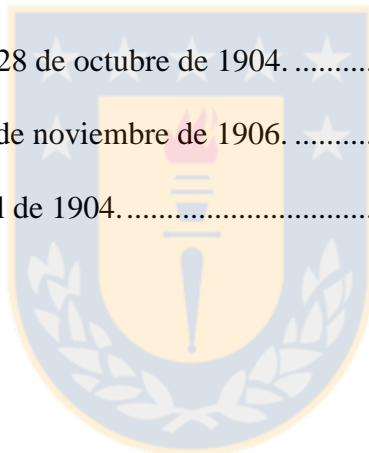 28 de octubre de 1904. ..........
de noviembre de 1906. ..........
de 1904. ..............................